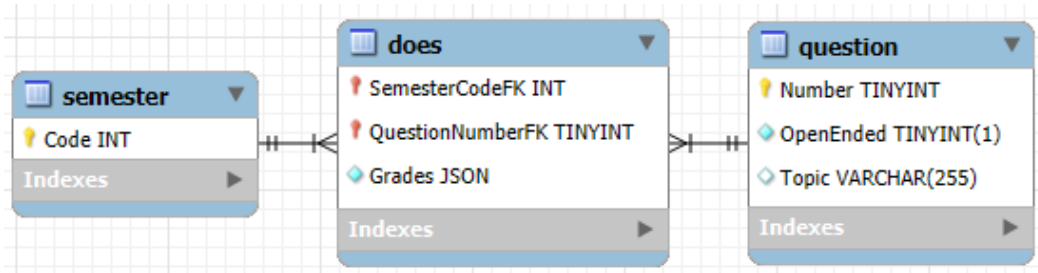 semester
Code INT
Indexes
does
SemesterCodeFK INT
QuestionNumberFK TINYINT
Grades JSON
Indexes
question
Number TINYINT
OpenEnded TINYINT(1)
Topic VARCHAR(255)
Indexes